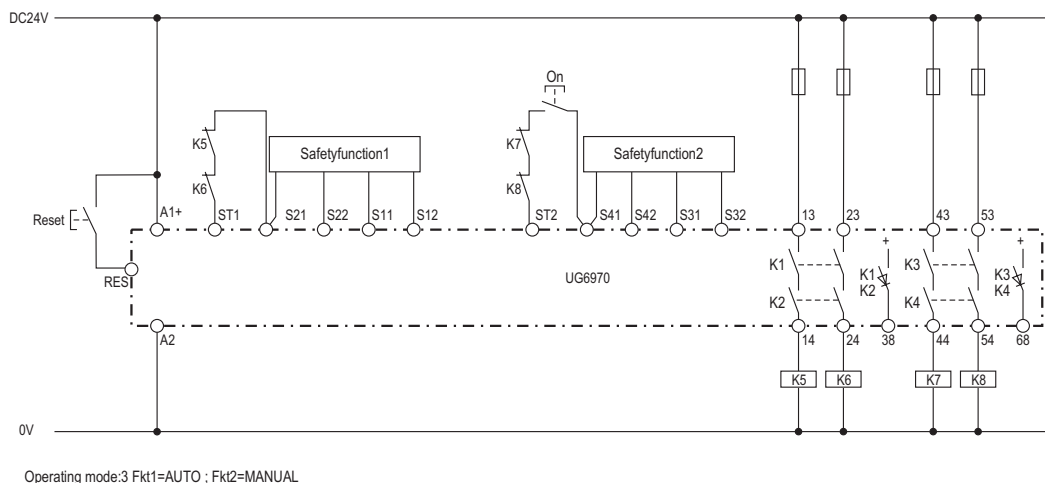 DC24V
On
K5
Safetyfunction1
K7
Safetyfunction2
K6
K8
Reset
A1+
ST1
S21
S22
S11
S12
ST2
S41
S42
S31
S32
13
23
43
53
RES
UG6970
+
+
K1
K1
K2
K3
K3
K4
K2
K4
A2
14
24
38
44
54
68
K5
K6
K7
K8
0V
Operating mode:3 Fkt1=AUTO ; Fkt2=MANUAL